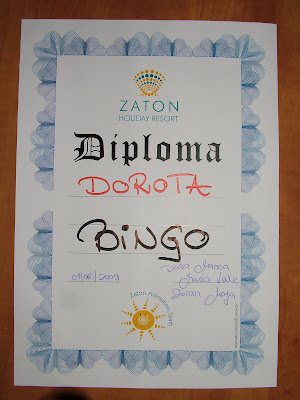 ZATON
HOLIDAY RESORT
Diploma
DOROTA
BiNGO
01/06/2009
Zaton Animation Team